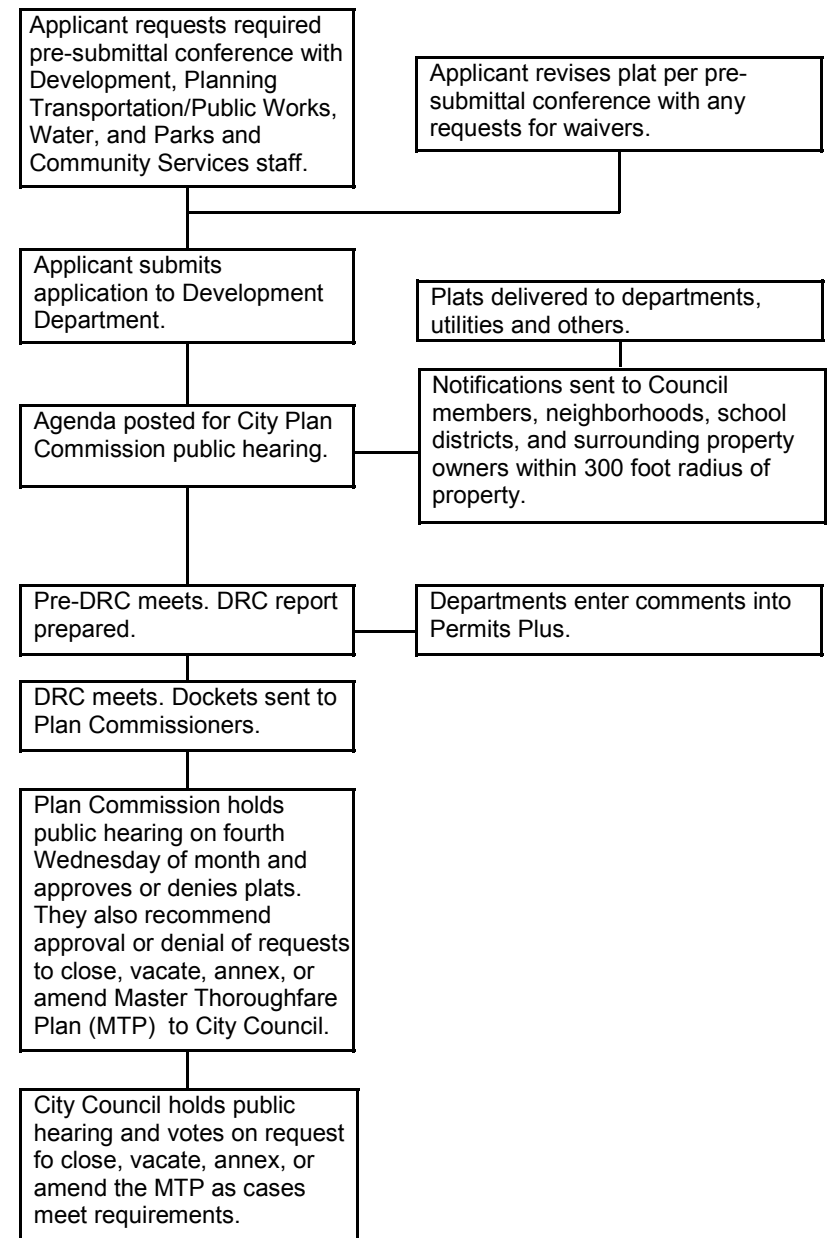 Applicant requests required
pre-submittal conference with
Development, Planning
Transportation/Public Works,
Water, and Parks and
Community Services staff.
Applicant revises plat per pre-
submittal conference with any
requests for waivers.
Applicant submits
application to Development
Department.
Plats delivered to departments,
utilities and others.
Agenda posted for City Plan
Commission public hearing.
Notifications sent to Council
members, neighborhoods, school
districts, and surrounding property
owners within 300 foot radius of
property.
Pre-DRC meets. DRC report
prepared.
Departments enter comments into
Permits Plus.
DRC meets. Dockets sent to
Plan Commissioners.
Plan Commission holds
public hearing on fourth
Wednesday of month and
approves or denies plats.
They also recommend
approval or denial of requests
to close, vacate, annex, or
amend Master Thoroughfare
Plan (MTP) to City Council.
City Council holds public
hearing and votes on request
fo close, vacate, annex, or
amend the MTP as cases
meet requirements.